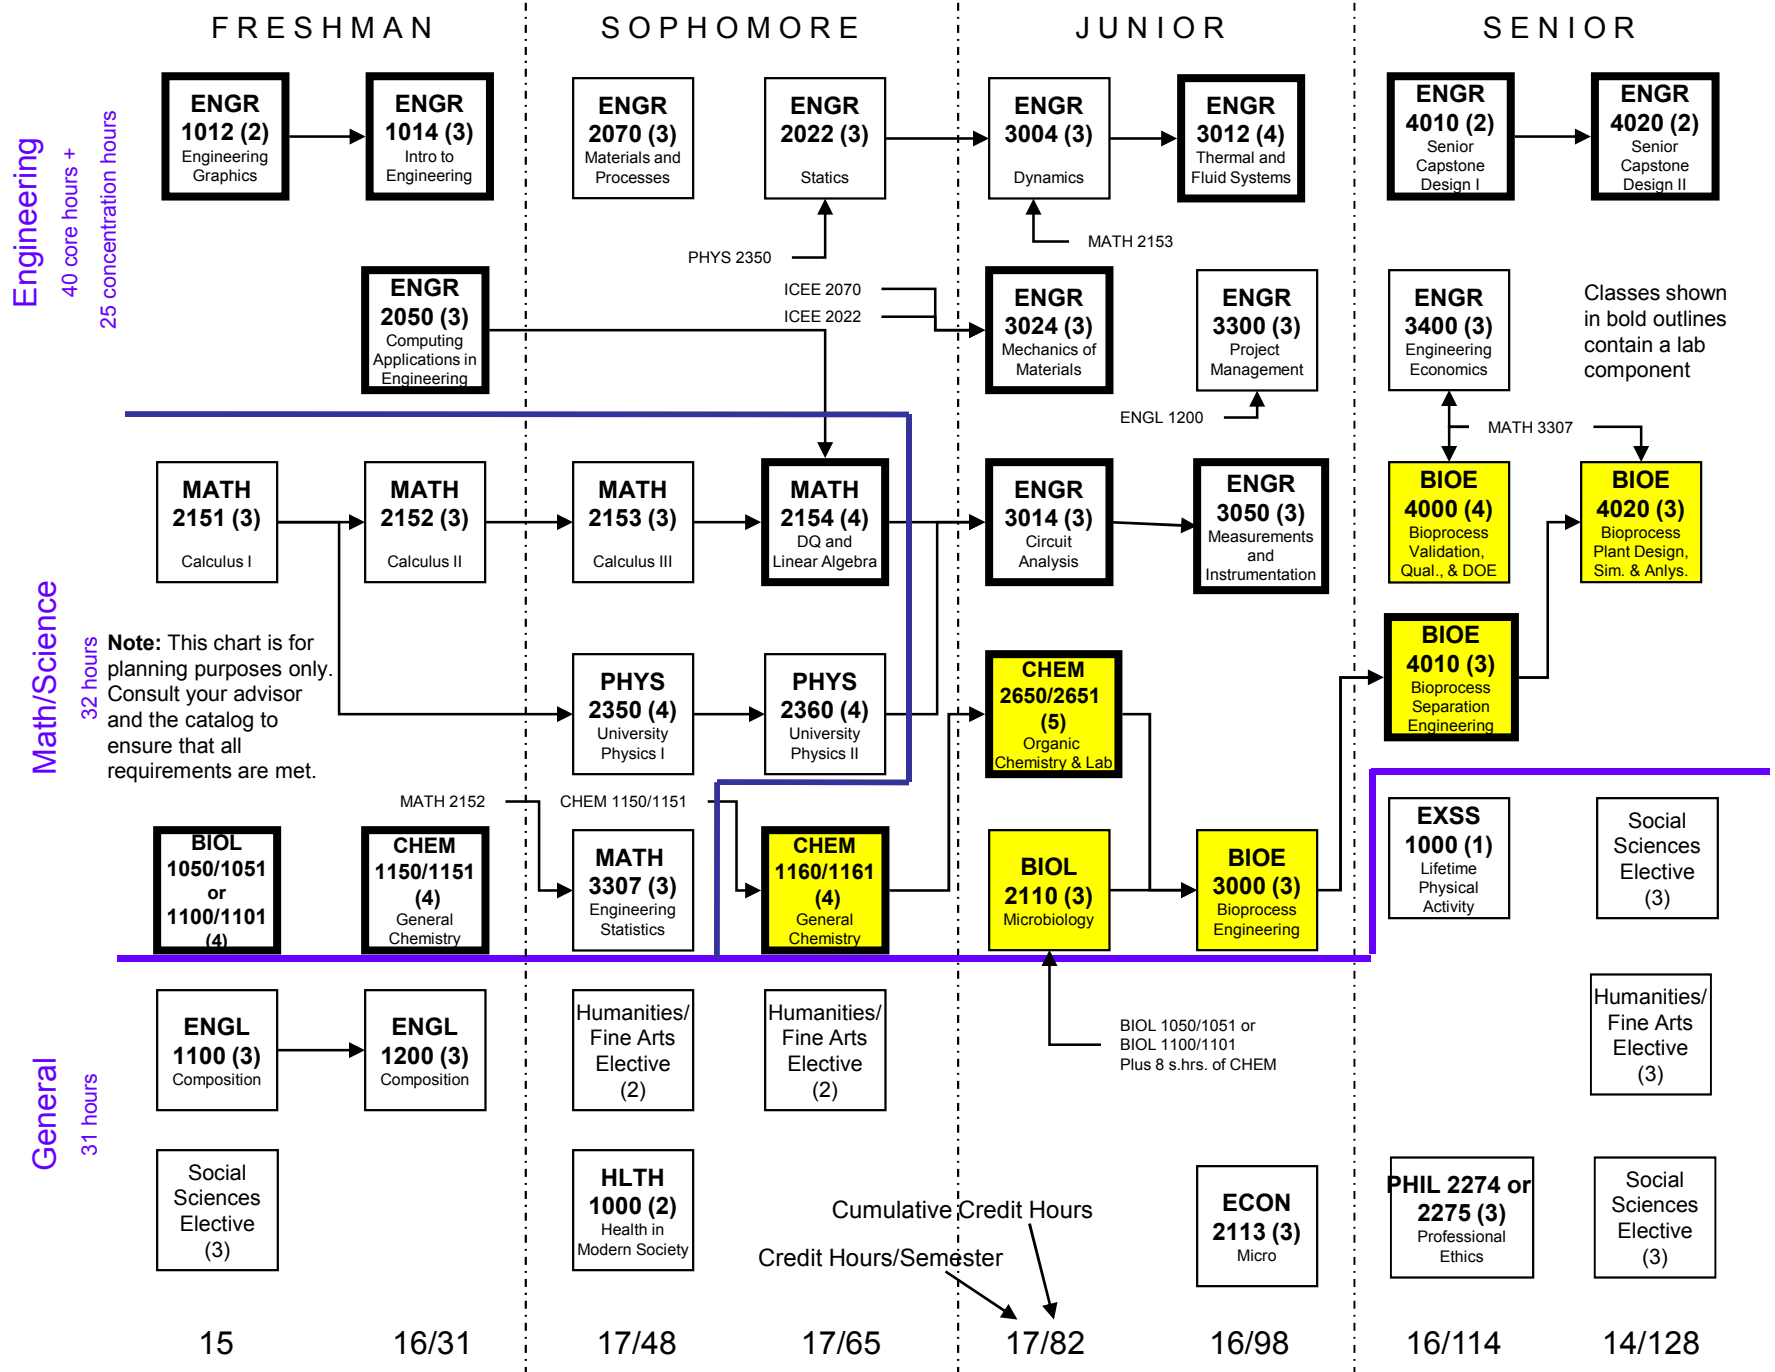 FRESHMAN
SOPHOMORE
JUNIOR
SENIOR
Engineering
40 core hours +
25 concentration hours
ENGR
1012 (2)
Engineering
Graphics
ENGR
1014 (3)
Intro to
Engineering
ENGR
2070 (3)
Materials and
Processes
ENGR
2022 (3)
Statics
ENGR
3004 (3)
Dynamics
ENGR
3012 (4)
Thermal and
Fluid Systems
ENGR
4010 (2)
Senior
Capstone
Design I
ENGR
4020 (2)
Senior
Capstone
Design II
PHYS 2350
MATH 2153
ENGR
2050 (3)
Computing
Applications in
Engineering
ICEE 2070
ICEE 2022
ENGR
3024 (3)
Mechanics of
Materials
ENGR
3300 (3)
Project
Management
ENGR
3400 (3)
Engineering
Economics
Classes shown
in bold outlines
contain a lab
component
ENGL 1200
MATH 3307
Math/Science
32 hours
MATH
2151 (3)
Calculus I
MATH
2152 (3)
Calculus II
MATH
2153 (3)
Calculus III
MATH
2154 (4)
DQ and
Linear Algebra
ENGR
3014 (3)
Circuit
Analysis
ENGR
3050 (3)
Measurements
and
Instrumentation
BIOE
4000 (4)
Bioprocess
Validation,
Qual., & DOE
BIOE
4020 (3)
Bioprocess
Plant Design,
Sim. & Anlys.
Note: This chart is for
planning purposes only.
Consult your advisor
and the catalog to
ensure that all
requirements are met.
PHYS
2350 (4)
University
Physics I
PHYS
2360 (4)
University
Physics II
CHEM
2650/2651
(5)
Organic
Chemistry & Lab
BIOE
4010 (3)
Bioprocess
Separation
Engineering
MATH 2152
CHEM 1150/1151
BIOL
1050/1051
or
1100/1101
(4)
CHEM
1150/1151
(4)
General
Chemistry
MATH
3307 (3)
Engineering
Statistics
CHEM
1160/1161
(4)
General
Chemistry
BIOL
2110 (3)
Microbiology
BIOE
3000 (3)
Bioprocess
Engineering
EXSS
1000 (1)
Lifetime
Physical
Activity
Social
Sciences
Elective
(3)
General
31 hours
ENGL
1100 (3)
Composition
ENGL
1200 (3)
Composition
Humanities/
Fine Arts
Elective
(2)
Humanities/
Fine Arts
Elective
(2)
BIOL 1050/1051 or
BIOL 1100/1101
Plus 8 s.hrs. of CHEM
Humanities/
Fine Arts
Elective
(3)
Social
Sciences
Elective
(3)
HLTH
1000 (2)
Health in
Modern Society
Cumulative Credit Hours
Credit Hours/Semester
ECON
2113 (3)
Micro
PHIL 2274 or
2275 (3)
Professional
Ethics
Social
Sciences
Elective
(3)
15
16/31
17/48
17/65
17/82
16/98
16/114
14/128